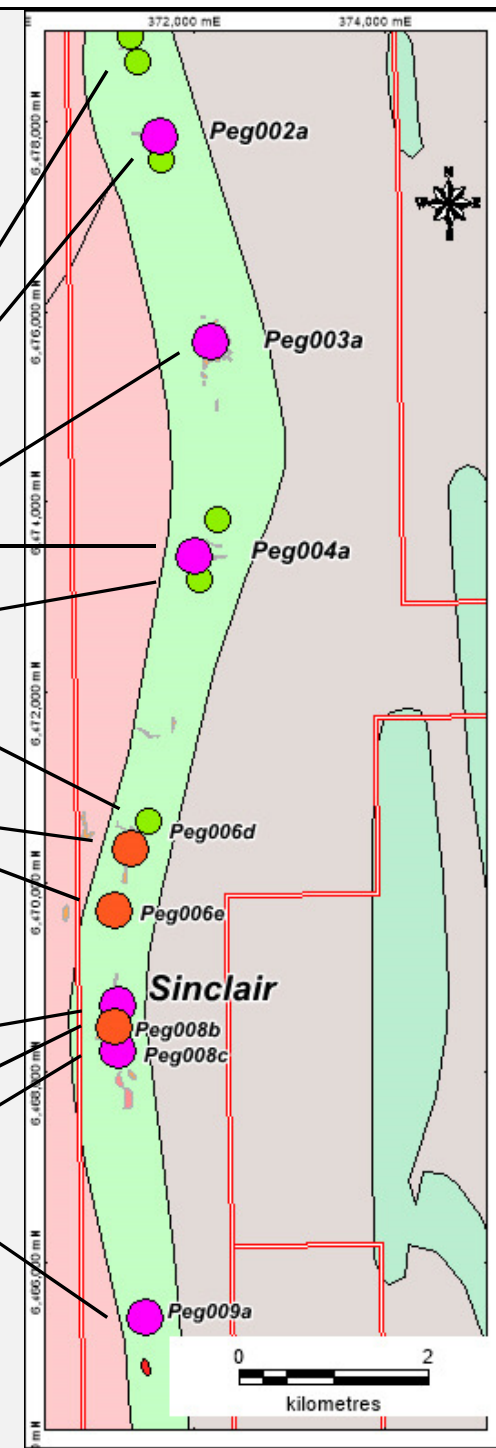 E
372,000 mE
374,000 mE
6,478,000 mN
Peg002a
N
W E
S
6,476,000 mN
Peg003a
6,474,000 mN
Peg004a
6,472,000 mN
Peg006d
6,470,000 mN
Peg006e
Sinclair
Peg008b
Peg008c
6,468,000 mN
6,466,000 mN
Peg009a
0 2
kilometres
0 mN